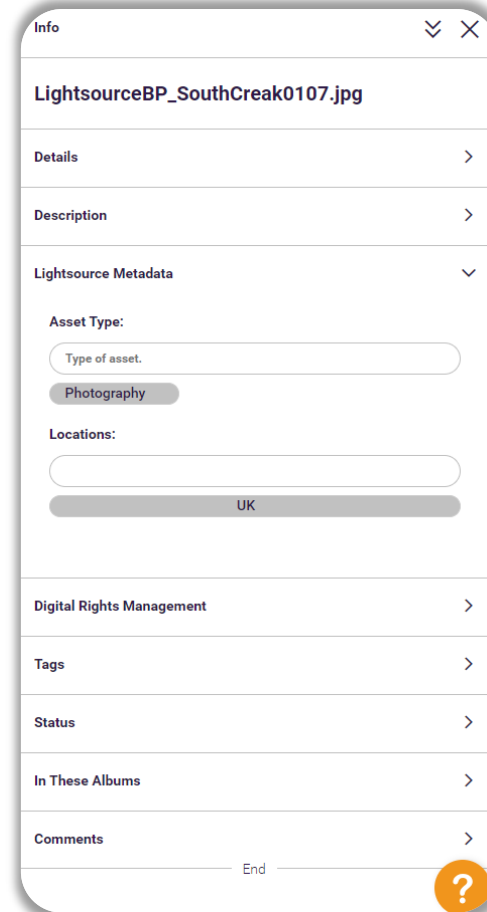 Info
LightsourceBP_SouthCreak0107.jpg
Details
Description
Lightsource Metadata
Asset Type:
Type of asset.
Photography
Locations:
UK
Digital Rights Management
Tags
Status
In These Albums
Comments
End
?